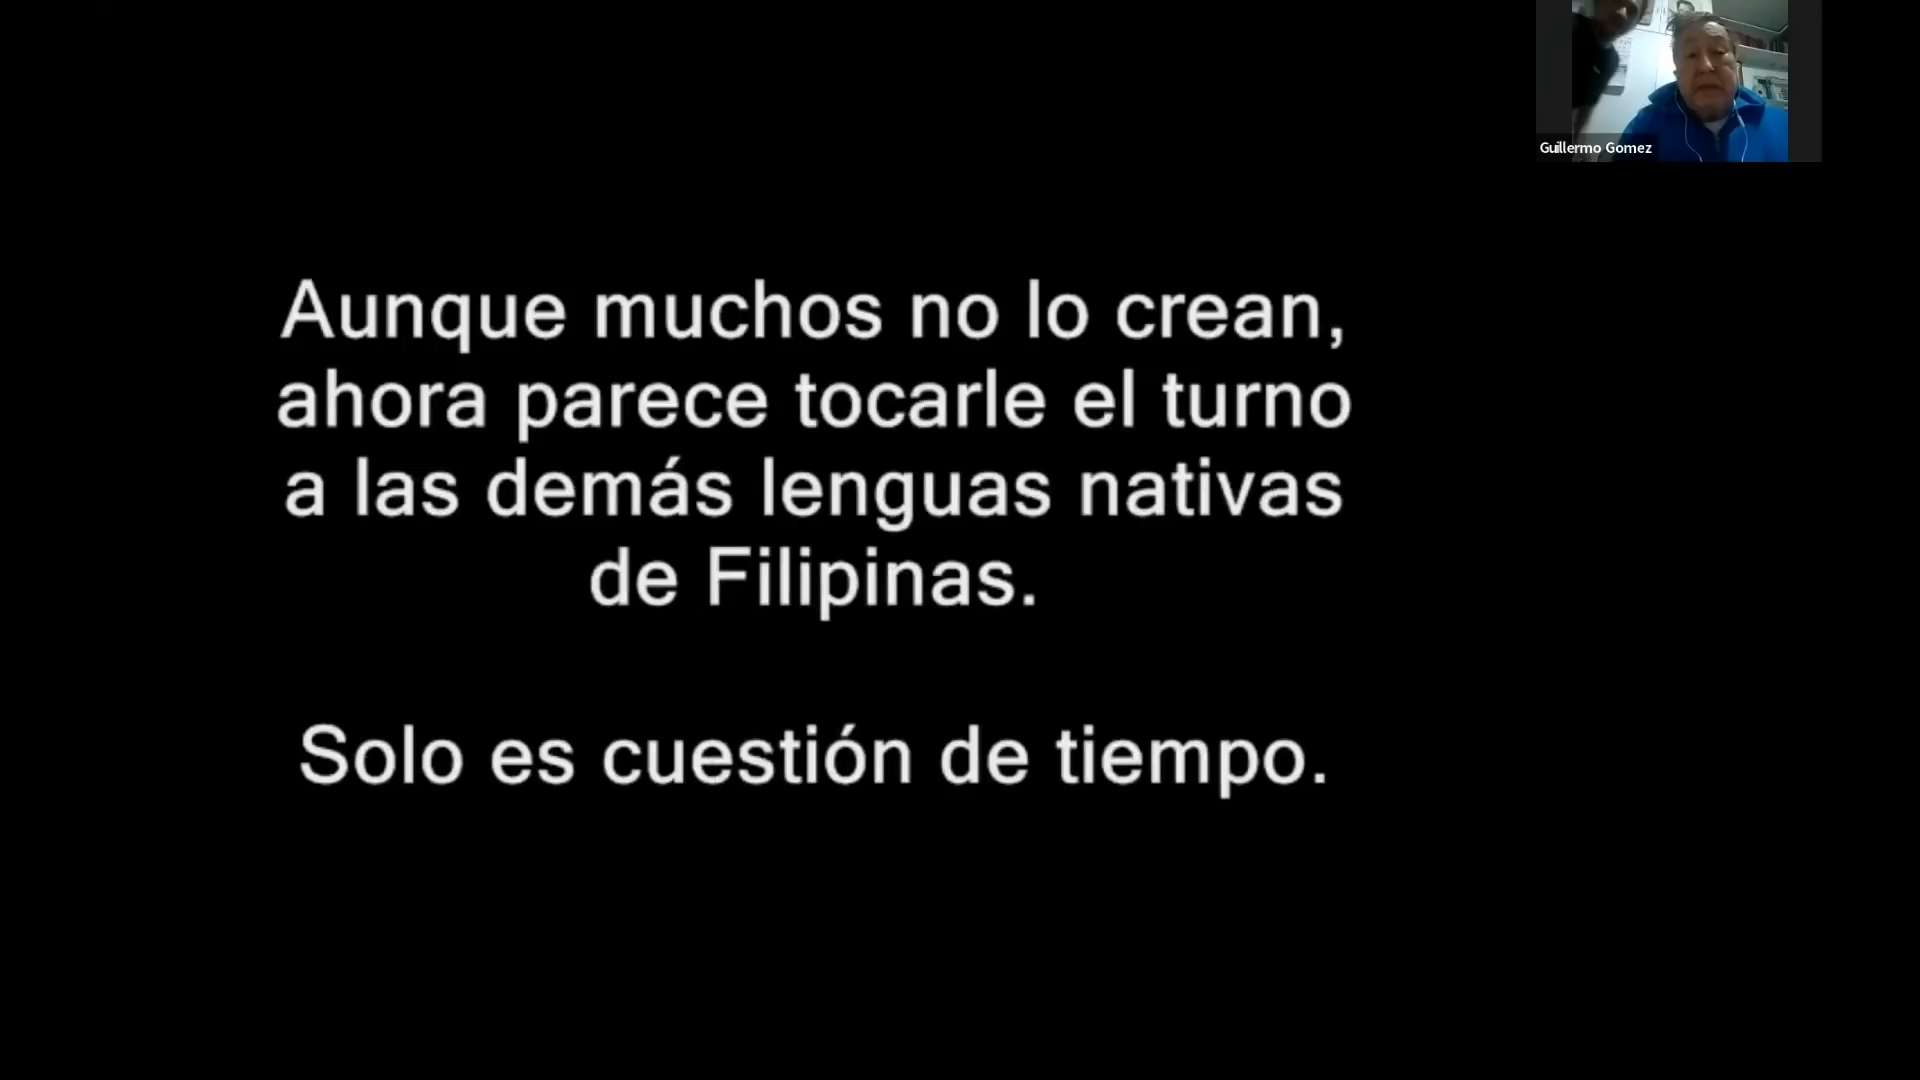 Guillermo Gomez
Aunque muchos no lo crean,
ahora parece tocarle el turno
a las demás lenguas nativas
de Filipinas.
Solo es cuestión de tiempo.